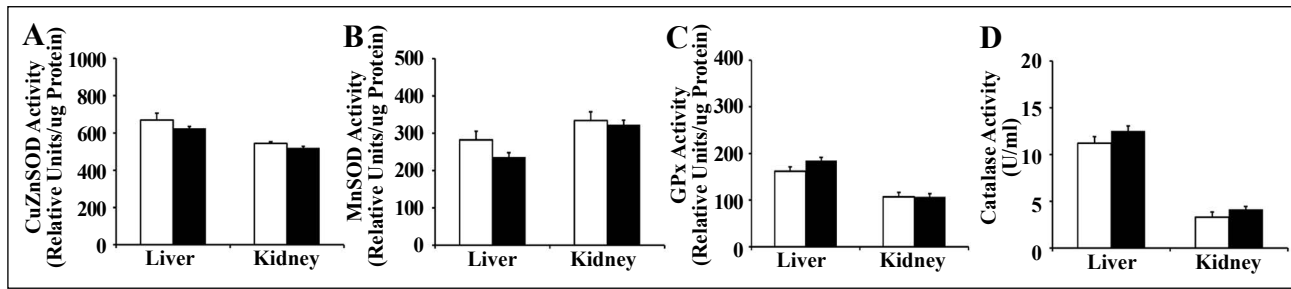 A
CuZnSOD Activity
(Relative Units/ug Protein)
1000
800
600
400
200
0
Liver Kidney
B
MnSOD Activity
(Relative Units/ug Protein)
500
400
300
200
100
0
Liver Kidney
C
GPx Activity
(Relative Units/ug Protein)
400
300
200
100
0
Liver Kidney
D
Catalase Activity
(U/ml)
20
15
10
5
0
Liver Kidney